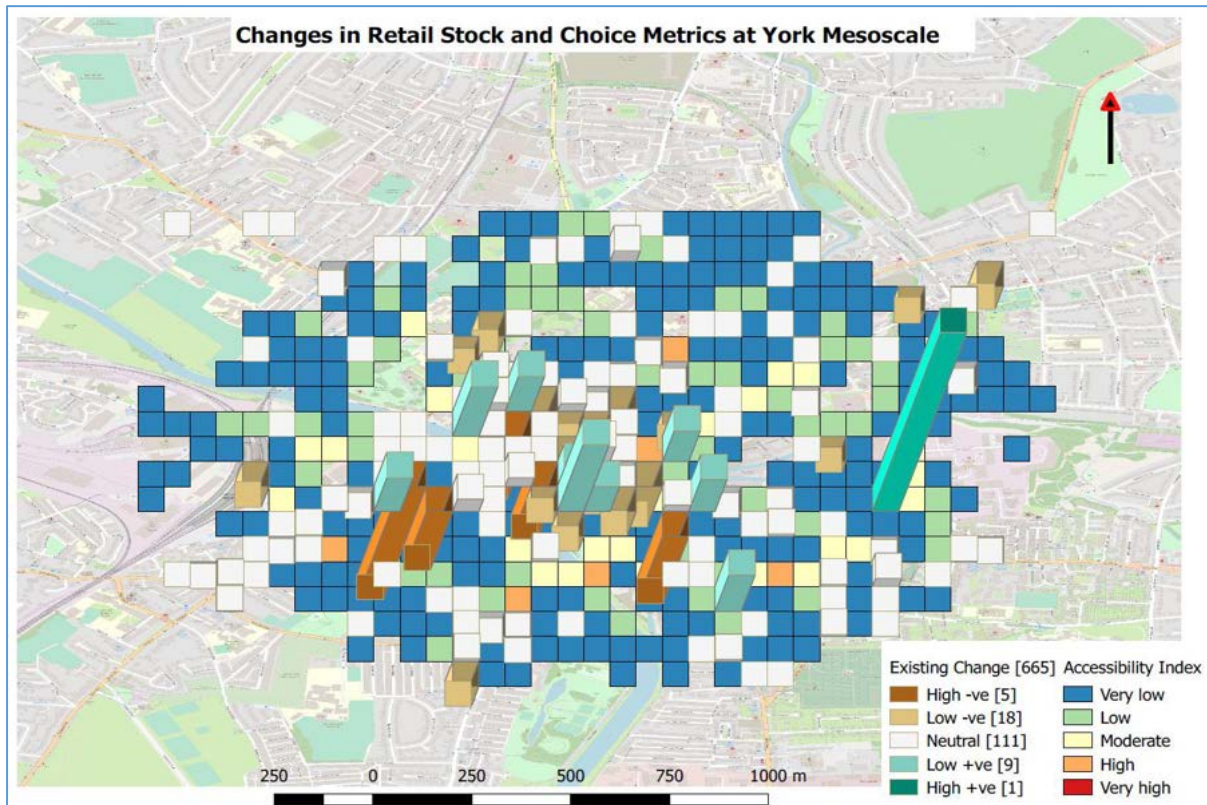 Changes in Retail Stock and Choice Metrics at York Mesoscale
Existing Change [665] Accessibility Index
High -ve [5] Very low
Low -ve [18] Low
Neutral [111] Moderate
Low +ve [9] High
High +ve [1] Very high
250 0 250 500 750 1000 m